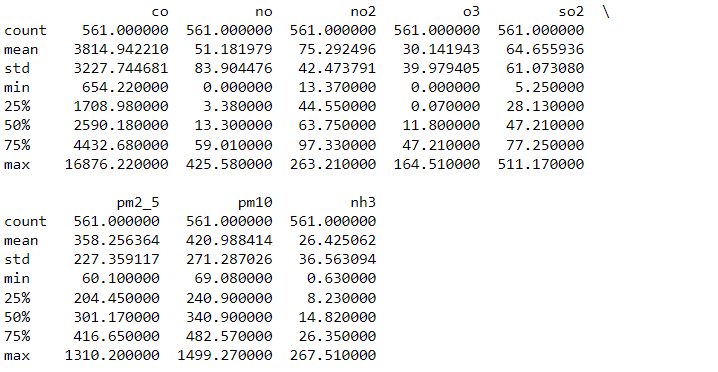 co          no         no2          o3         so2  \
count    561.000000  561.000000  561.000000  561.000000  561.000000
mean    3814.942210   51.181979   75.292496   30.141943   64.655936
std     3227.744681   83.904476   42.473791   39.979405   61.073080
min      654.220000    0.000000   13.370000    0.000000    5.250000
25%     1708.980000    3.380000   44.550000    0.070000   28.130000
50%     2590.180000   13.300000   63.750000   11.800000   47.210000
75%     4432.680000   59.010000   97.330000   47.210000   77.250000
max    16876.220000  425.580000  263.210000  164.510000  511.170000

             pm2_5         pm10         nh3
count   561.000000   561.000000  561.000000
mean    358.256364   420.988414   26.425062
std     227.359117   271.287026   36.563094
min      60.100000    69.080000    0.630000
25%     204.450000   240.900000    8.230000
50%     301.170000   340.900000   14.820000
75%     416.650000   482.570000   26.350000
max    1310.200000  1499.270000  267.510000